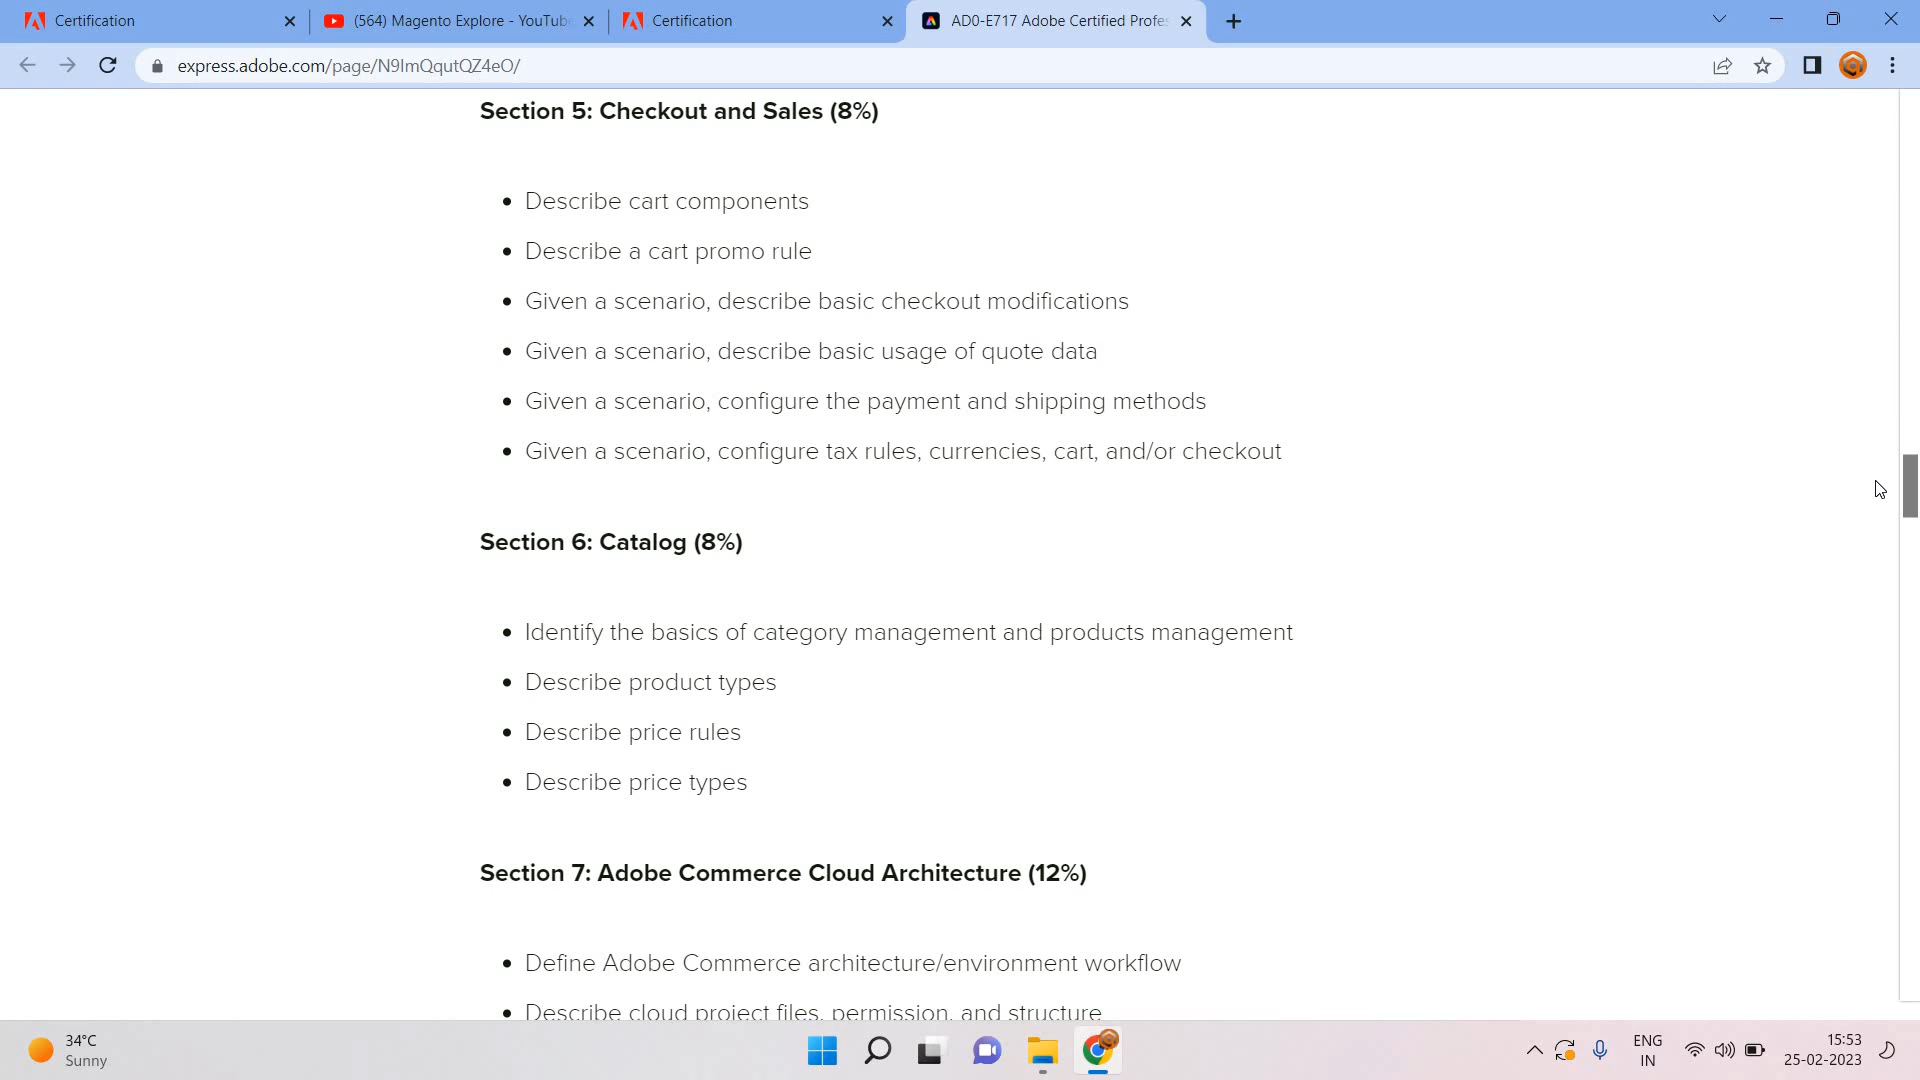 Certification
(564) Magento Explore - YouTube
Certification
AD0-E717 Adobe Certified Profes
express.adobe.com/page/N9ImQqutQZ4eO/
Section 5: Checkout and Sales (8%)
Describe cart components
Describe a cart promo rule
Given a scenario, describe basic checkout modifications
Given a scenario, describe basic usage of quote data
Given a scenario, configure the payment and shipping methods
Given a scenario, configure tax rules, currencies, cart, and/or checkout
Section 6: Catalog (8%)
Identify the basics of category management and products management
Describe product types
Describe price rules
Describe price types
Section 7: Adobe Commerce Cloud Architecture (12%)
Define Adobe Commerce architecture/environment workflow
Describe cloud project files, permission, and structure
34°C
Sunny
ENG
IN
15:53
25-02-2023